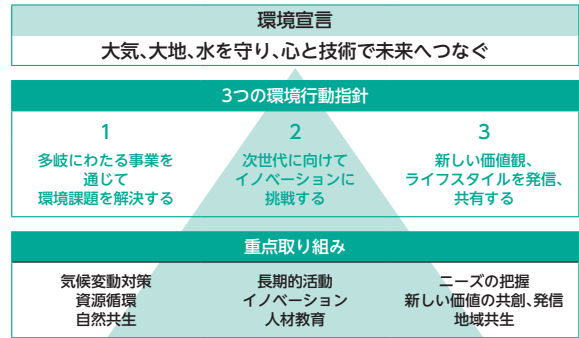 環境宣言
大気、大地、水を守り、心と技術で未来へつなぐ
3つの環境行動指針
1
多岐にわたる事業を
通じて
環境課題を解決する
2
次世代に向けて
イノベーションに
挑戦する
3
新しい価値観、
ライフスタイルを発信、
共有する
重点取り組み
気候変動対策
資源循環
自然共生
長期的活動
イノベーション
人材教育
ニーズの把握
新しい価値の共創、発信
地域共生